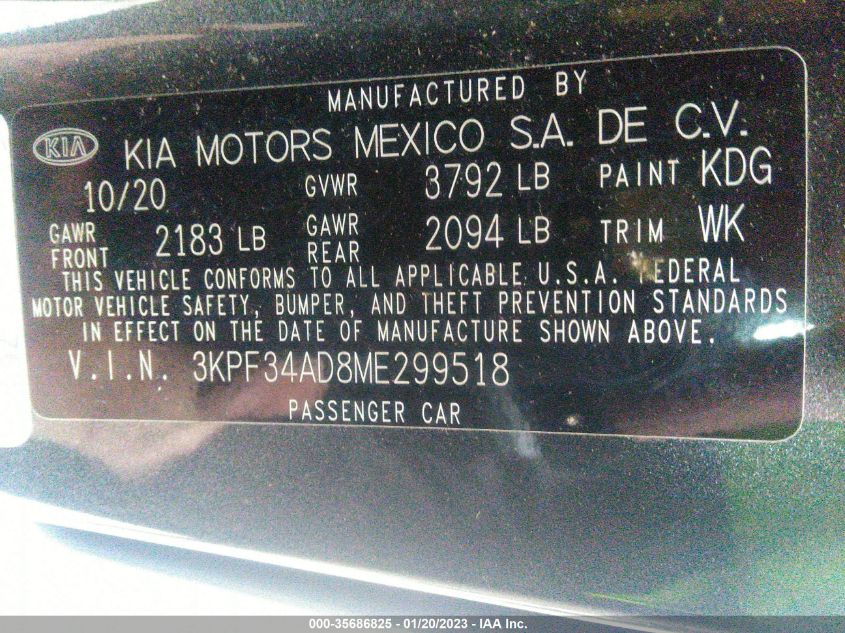 MANUFACTURED BY
KIA KIA MOTORS MEXICO S.A. DE C.V.
10/20 GVWR 3792 LB PAINT KDG
GAWR FRONT 2183 LB GAWR REAR 2094 LB TRIM WK
THIS VEHICLE CONFORMS TO ALL APPLICABLE U.S.A. FEDERAL
MOTOR VEHICLE SAFETY, BUMPER, AND THEFT PREVENTION STANDARDS
IN EFFECT ON THE DATE OF MANUFACTURE SHOWN ABOVE.
V.I.N. 3KPF34AD8ME299518
PASSENGER CAR
000-35686825 - 01/20/2023 - IAA Inc.